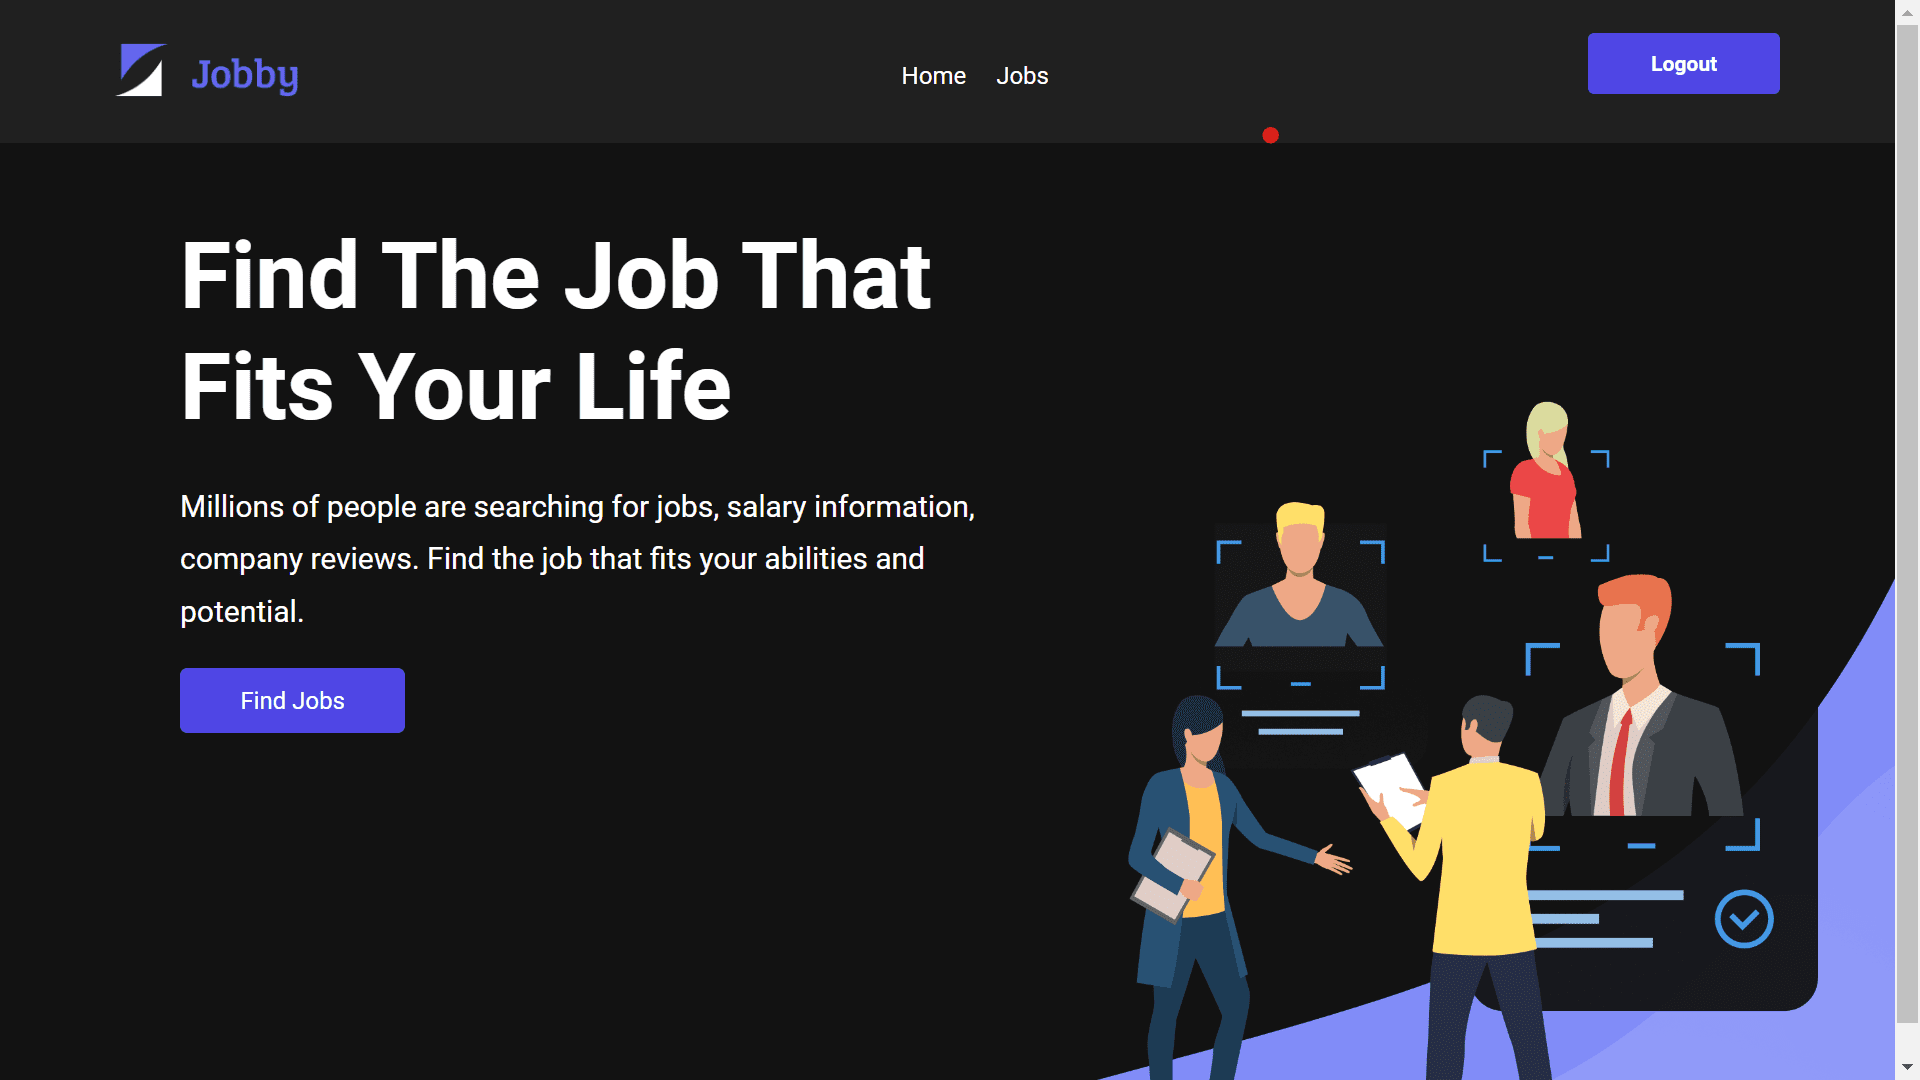 Jobby
Home
Jobs
Logout
Find The Job That
Fits Your Life
Millions of people are searching for jobs, salary information,
company reviews. Find the job that fits your abilities and
potential.
Find Jobs